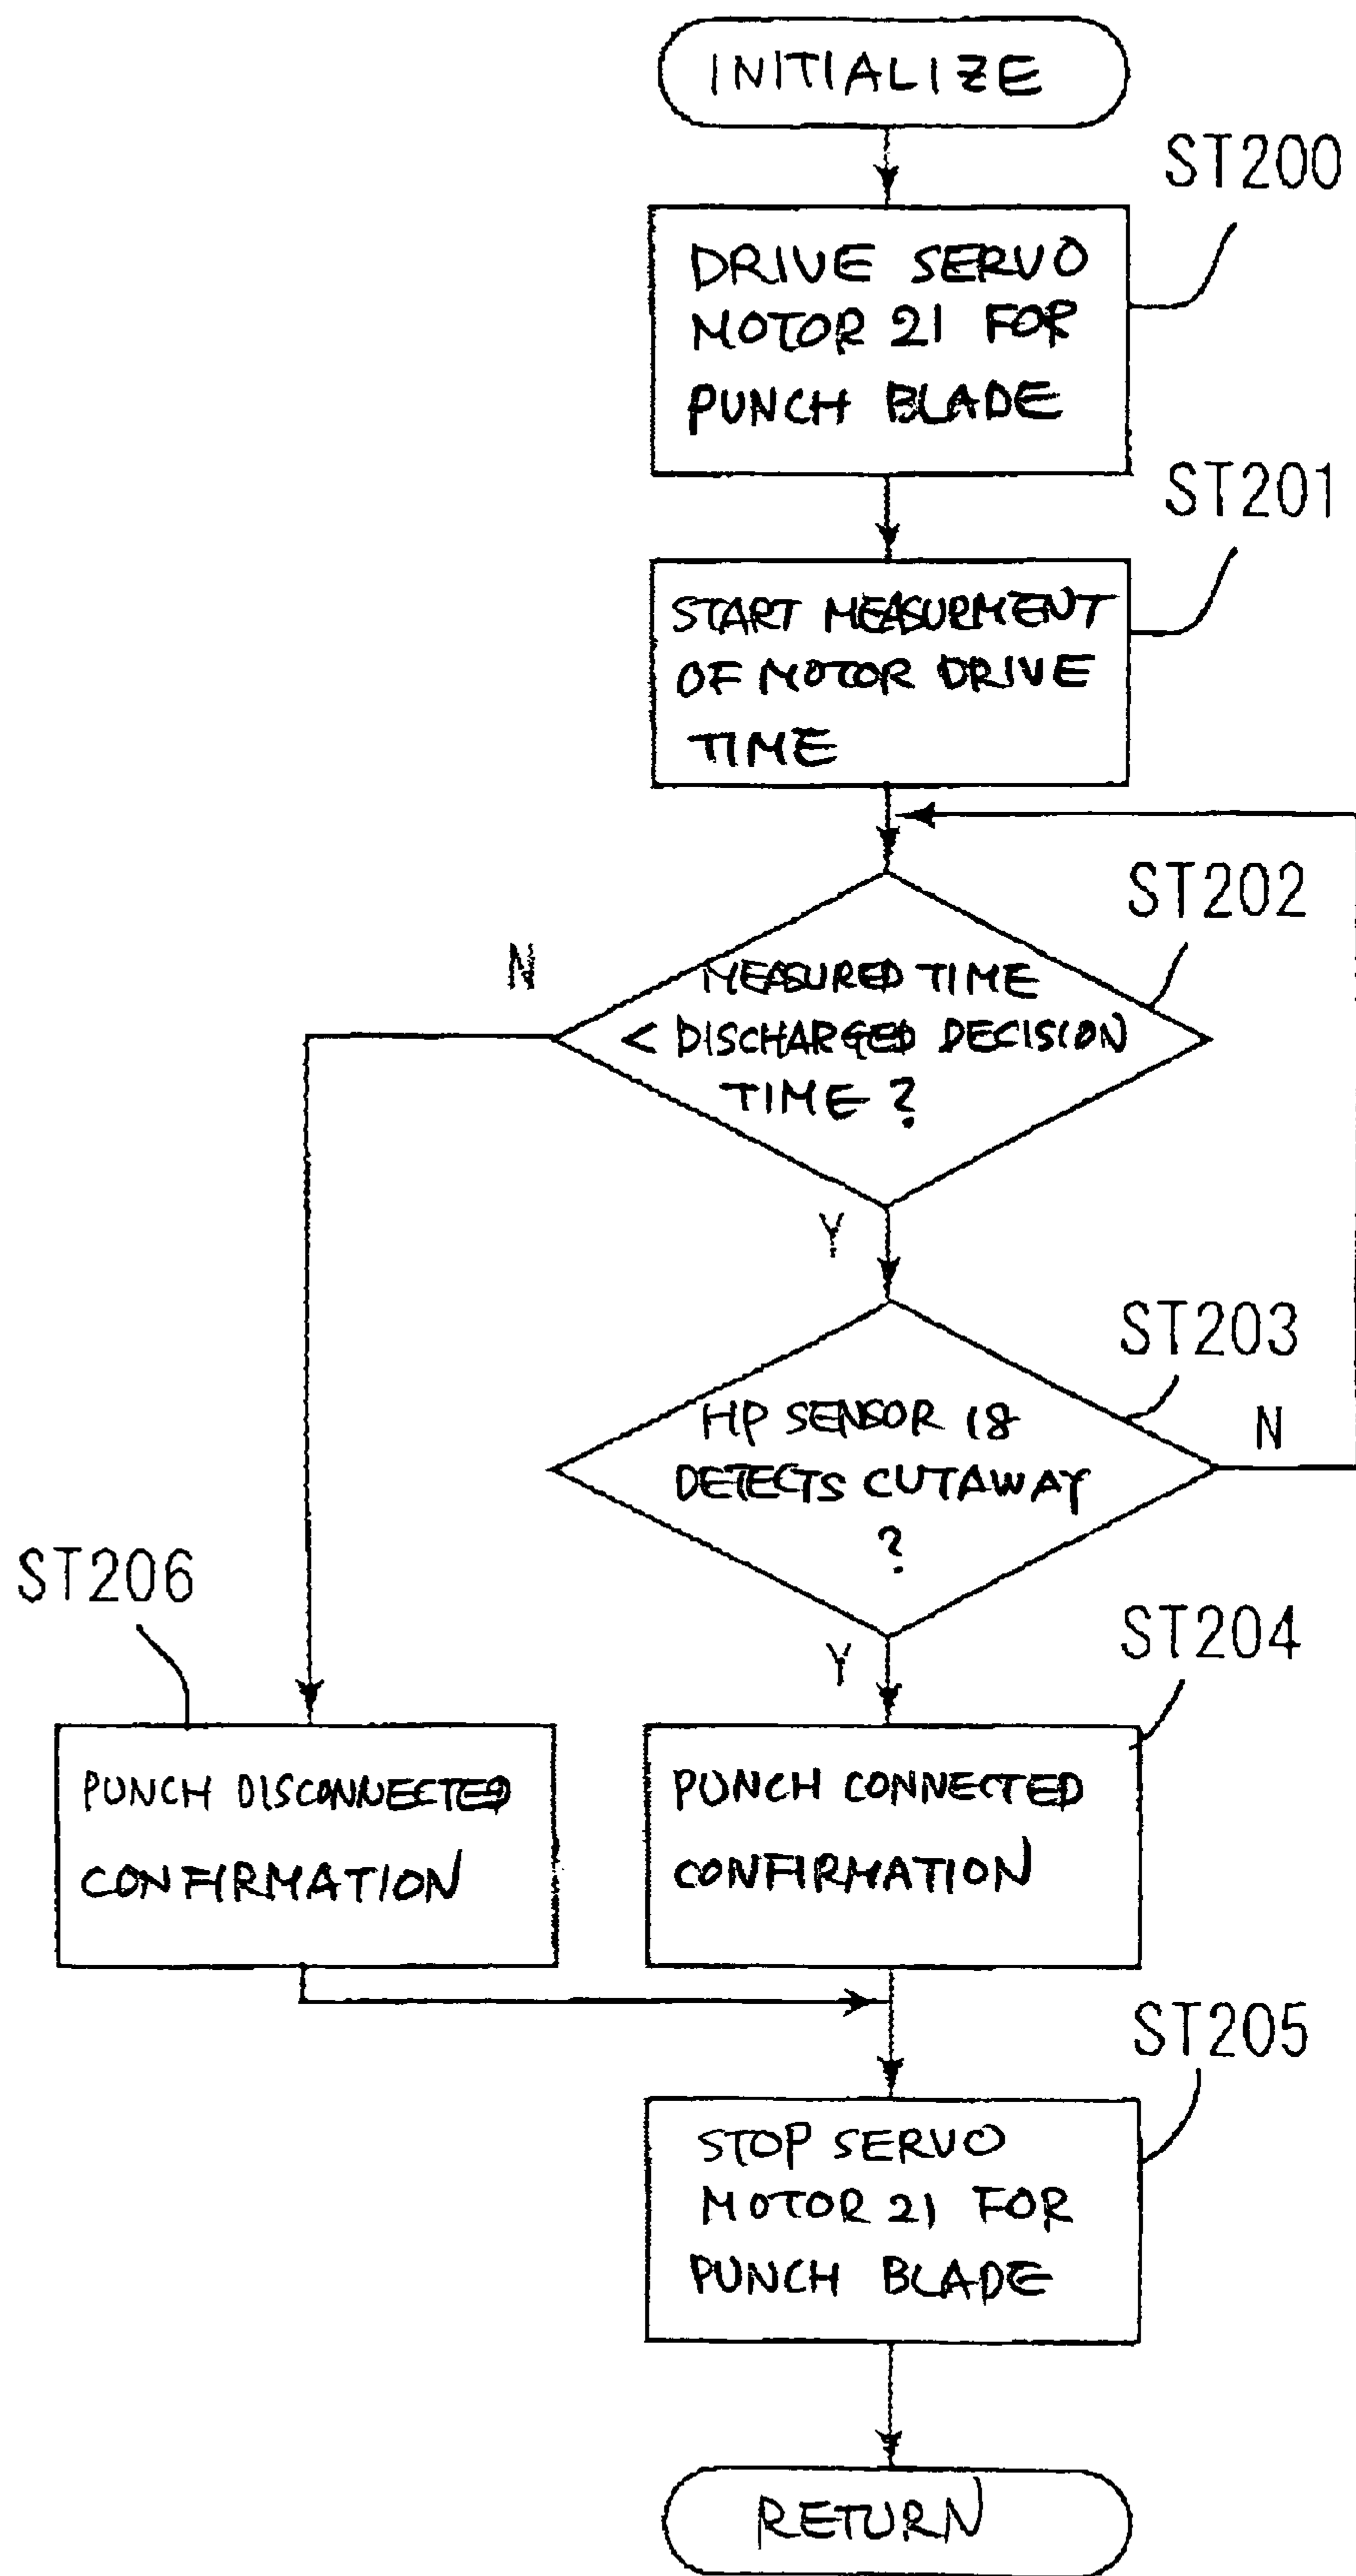 INITIALIZE
ST200
DRIVE SERVO
MOTOR 21 FOR
PUNCH BLADE
ST201
START MEASURMENT
OF MOTOR DRIVE
TIME
ST202
N
MEASURED TIME
< DISCHARGED DECISION
TIME ?
Y
ST203
HP SENSOR 18
DETECTS CUTAWAY
?
N
Y
ST206
ST204
PUNCH DISCONNECTED
CONFIRMATION
PUNCH CONNECTED
CONFIRMATION
ST205
STOP SERVO
MOTOR 21 FOR
PUNCH BLADE
RETURN